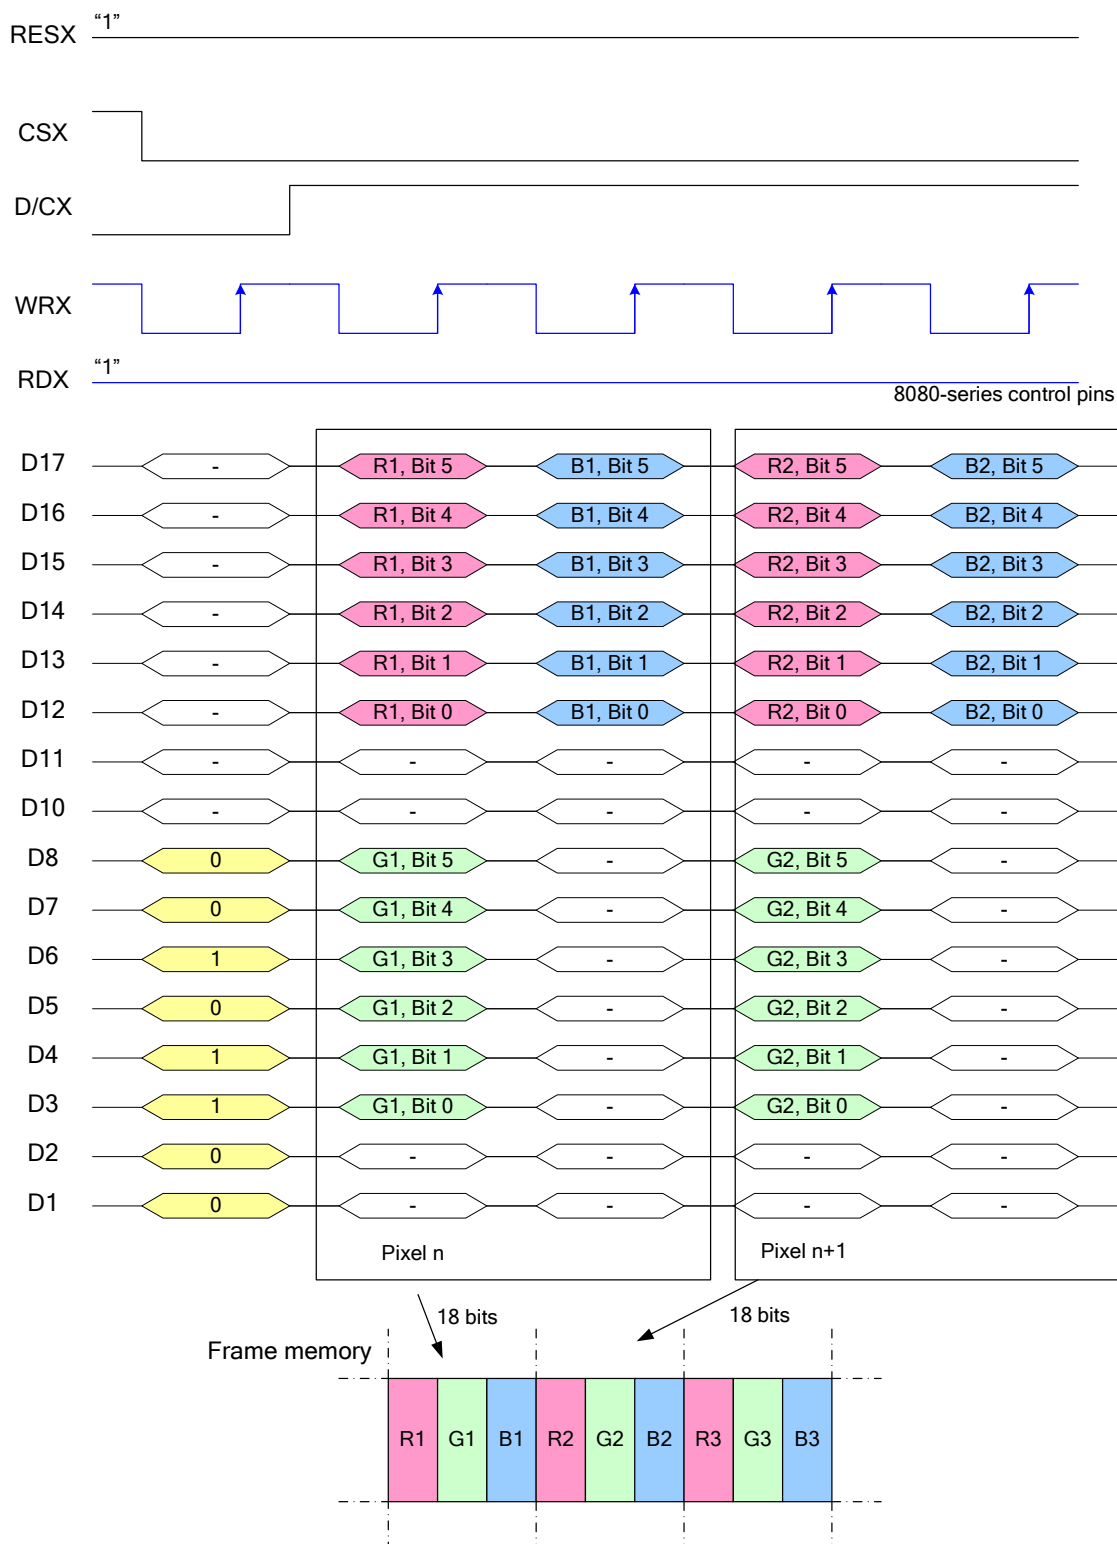 RESX “1”
CSX
D/CX
WRX
RDX “1”
8080-series control pins
D17 - R1, Bit 5 B1, Bit 5 R2, Bit 5 B2, Bit 5
D16 - R1, Bit 4 B1, Bit 4 R2, Bit 4 B2, Bit 4
D15 - R1, Bit 3 B1, Bit 3 R2, Bit 3 B2, Bit 3
D14 - R1, Bit 2 B1, Bit 2 R2, Bit 2 B2, Bit 2
D13 - R1, Bit 1 B1, Bit 1 R2, Bit 1 B2, Bit 1
D12 - R1, Bit 0 B1, Bit 0 R2, Bit 0 B2, Bit 0
D11 - - - - -
D10 - - - - -
D8 0 G1, Bit 5 - G2, Bit 5 -
D7 0 G1, Bit 4 - G2, Bit 4 -
D6 1 G1, Bit 3 - G2, Bit 3 -
D5 0 G1, Bit 2 - G2, Bit 2 -
D4 1 G1, Bit 1 - G2, Bit 1 -
D3 1 G1, Bit 0 - G2, Bit 0 -
D2 0 - - - -
D1 0 - - - -
Pixel n Pixel n+1
18 bits 18 bits
Frame memory
R1 G1 B1 R2 G2 B2 R3 G3 B3